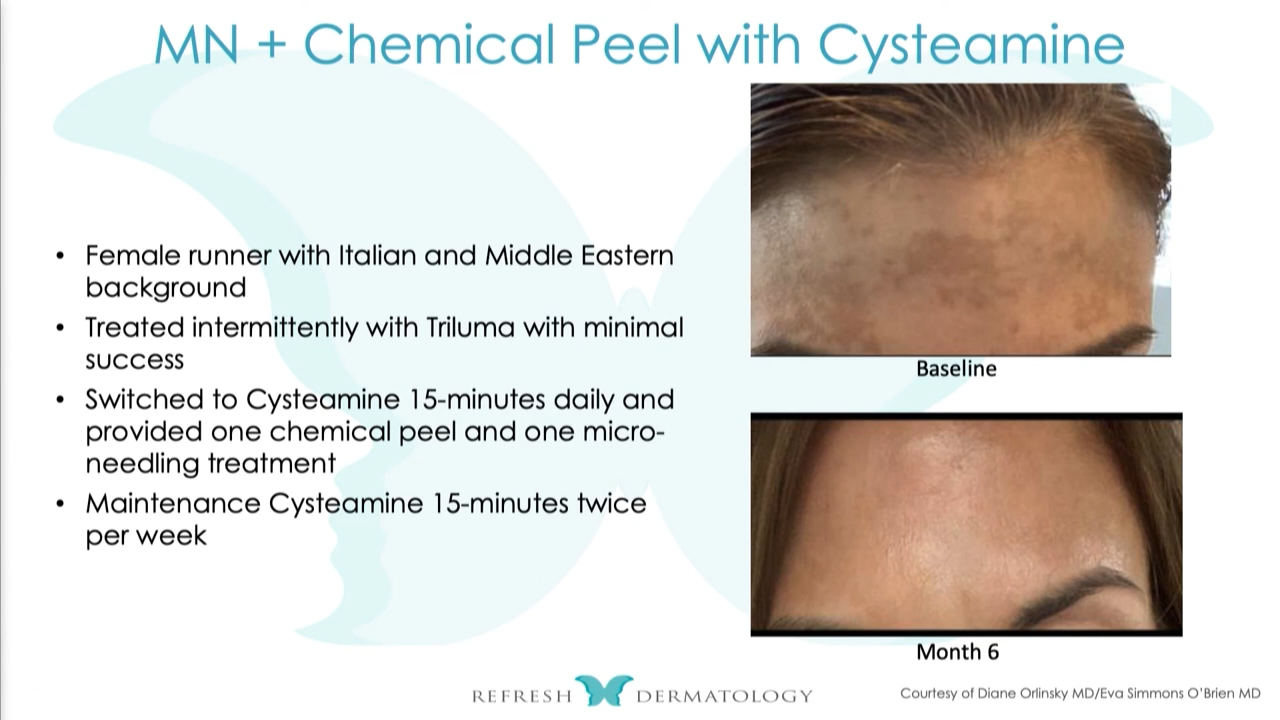 MN + Chemical Peel with Cysteamine
• Female runner with Italian and Middle Eastern
background
• Treated intermittently with Triluma with minimal
success
• Switched to Cysteamine 15-minutes daily and
provided one chemical peel and one micro-
needling treatment
• Maintenance Cysteamine 15-minutes twice
per week
Baseline
Month 6
REFRESH DERMATOLOGY
Courtesy of Diane Orlinsky MD/Eva Simmons O'Brien MD